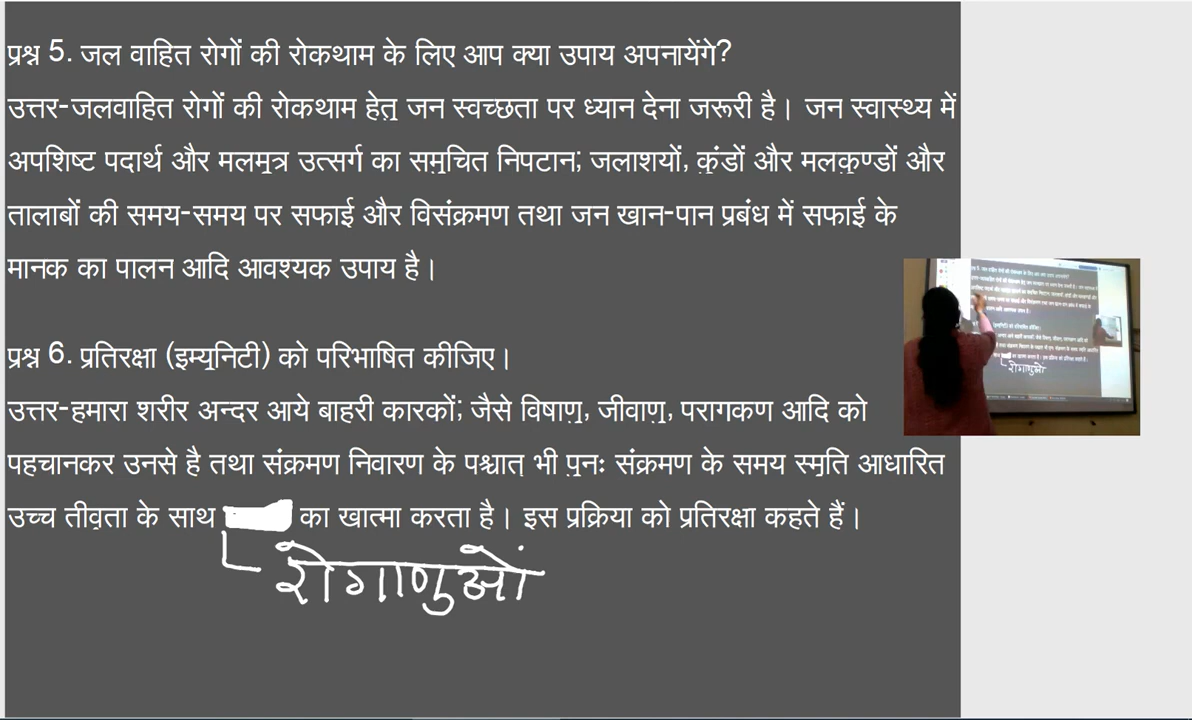 प्रश्न 5. जल वाहित रोगों की रोकथाम के लिए आप क्या उपाय अपनायेंगे?
उत्तर-जलवाहित रोगों की रोकथाम हेतु जन स्वच्छता पर ध्यान देना जरूरी है। जन स्वास्थ्य में
अपशिष्ट पदार्थ और मलमूत्र उत्सर्ग का समुचित निपटान; जलाशयों, कुंडों और मलकुण्डों और
तालाबों की समय-समय पर सफाई और विसंक्रमण तथा जन खान-पान प्रबंध में सफाई के
मानक का पालन आदि आवश्यक उपाय है।
प्रश्न 6. प्रतिरक्षा (इम्यूनिटी) को परिभाषित कीजिए।
उत्तर-हमारा शरीर अन्दर आये बाहरी कारकों; जैसे विषाणु, जीवाणु, परागकण आदि को
पहचानकर उनसे है तथा संक्रमण निवारण के पश्चात् भी पुनः संक्रमण के समय स्मृति आधारित
उच्च तीव्रता के साथ का खात्मा करता है। इस प्रक्रिया को प्रतिरक्षा कहते हैं।
रोगाणुओं